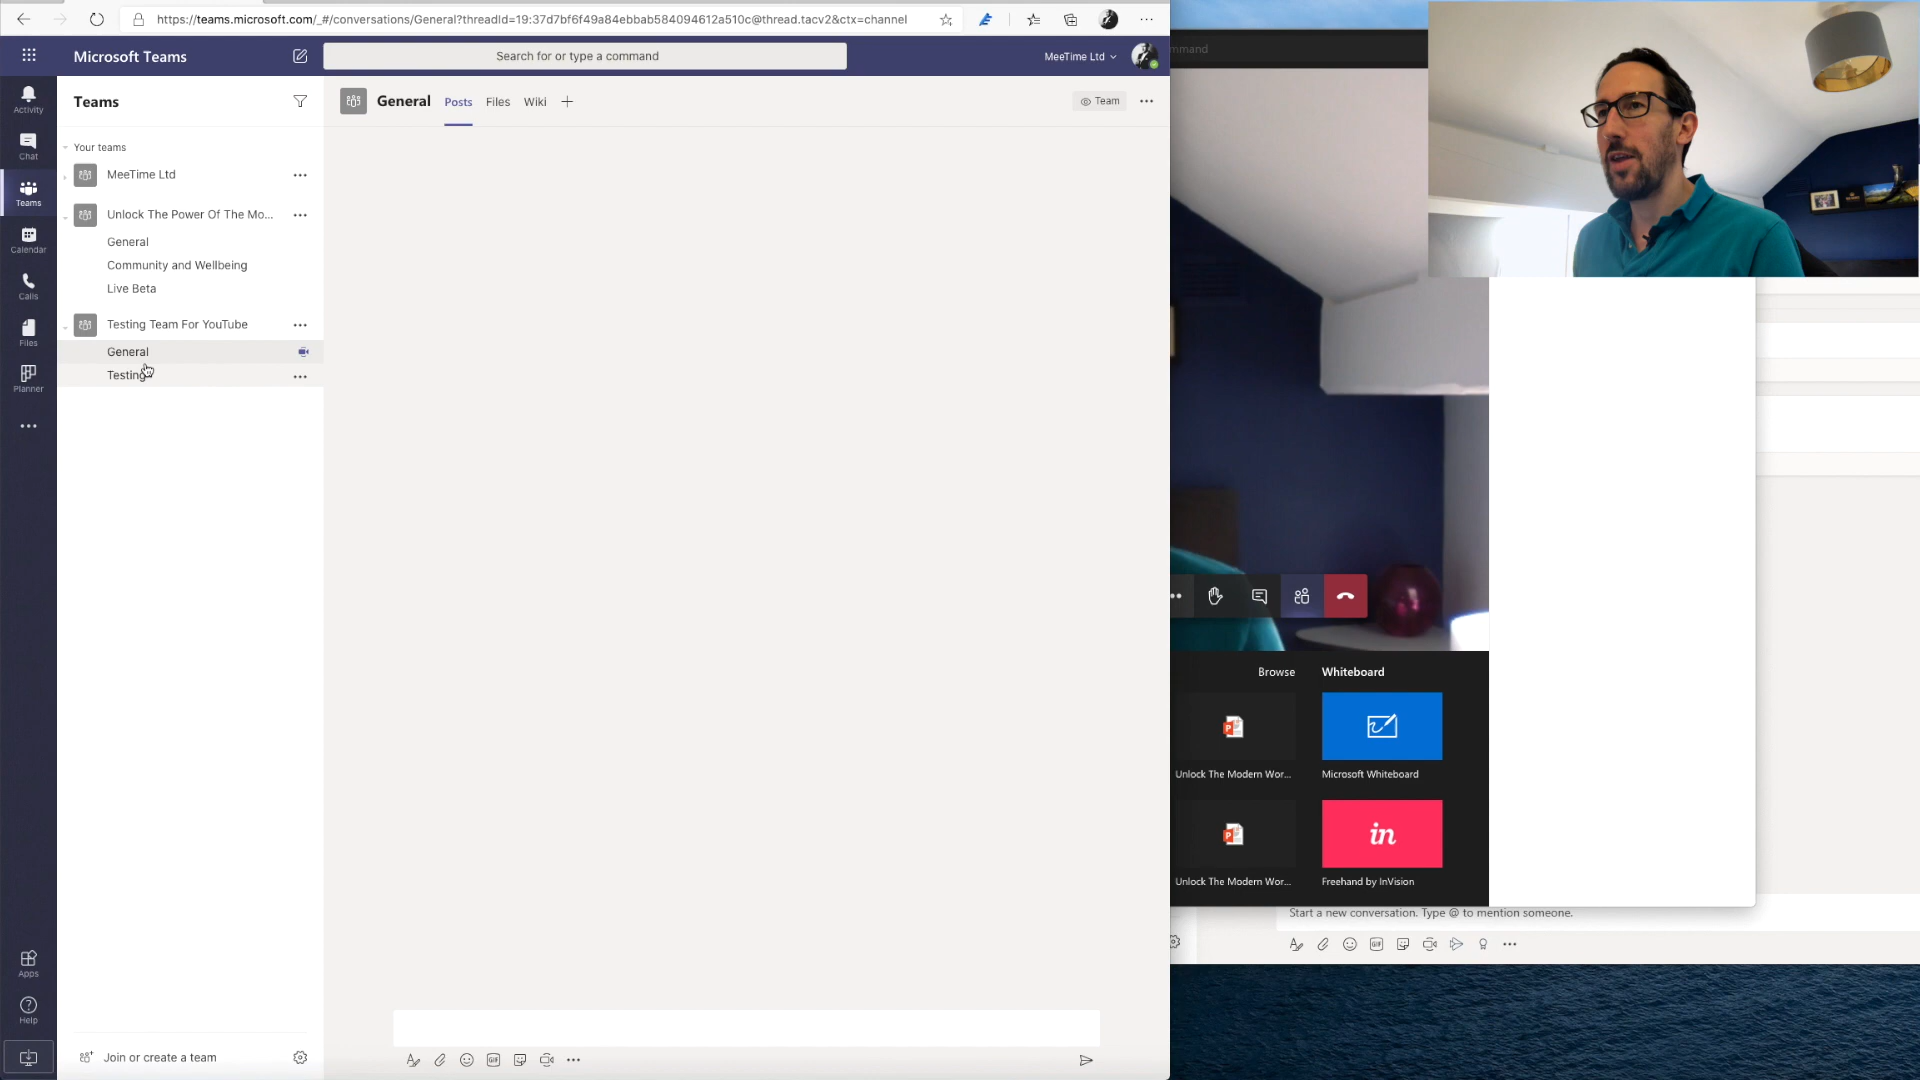 https://teams.microsoft.com/_#/conversations/General?threadId=19:37d7bf6f49a84ebbab584094612a510c@thread.tacv2&ctx=channel
Microsoft Teams
Search for or type a command
MeeTime Ltd
mmand
Activity
Chat
Teams
Calendar
Calls
Files
Planner
Apps
Help
Teams
Your teams
MeeTime Ltd
Unlock The Power Of The Mo...
General
Community and Wellbeing
Live Beta
Testing Team For YouTube
General
Testing
Join or create a team
General
Posts
Files
Wiki
Team
GIF
Browse
Whiteboard
Unlock The Modern Wor...
Microsoft Whiteboard
in
Unlock The Modern Wor...
Freehand by InVision
Start a new conversation. Type @ to mention someone.
GIF